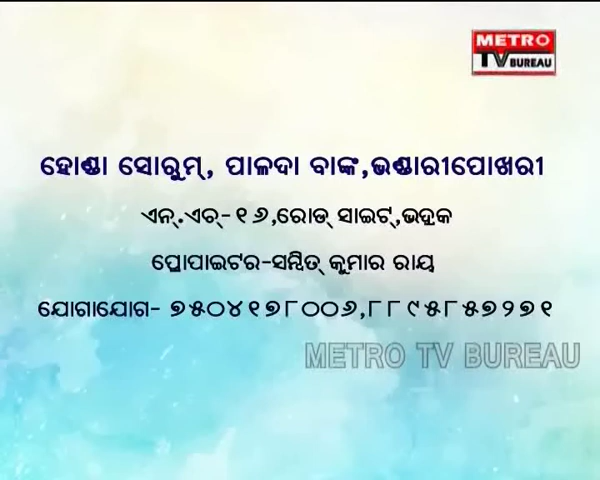 METRO
TV BUREAU
ହୋଣ୍ଡା ସୋରୁମ୍, ପାଳଦା ବାଙ୍କ,ଭଣ୍ଡାରୀପୋଖରୀ
ଏନ୍.ଏଚ୍-୧୬,ରୋଡ୍ ସାଇଟ୍,ଭଦ୍ରକ
ପ୍ରୋପାଇଟର-ସମ୍ବିତ୍ କୁମାର ରାୟ
ଯୋଗାଯୋଗ- ୭୫୦୪୧୭୮୦୦୬,୮୮୯୫୮୫୭୨୭୧
METRO TV BUREAU